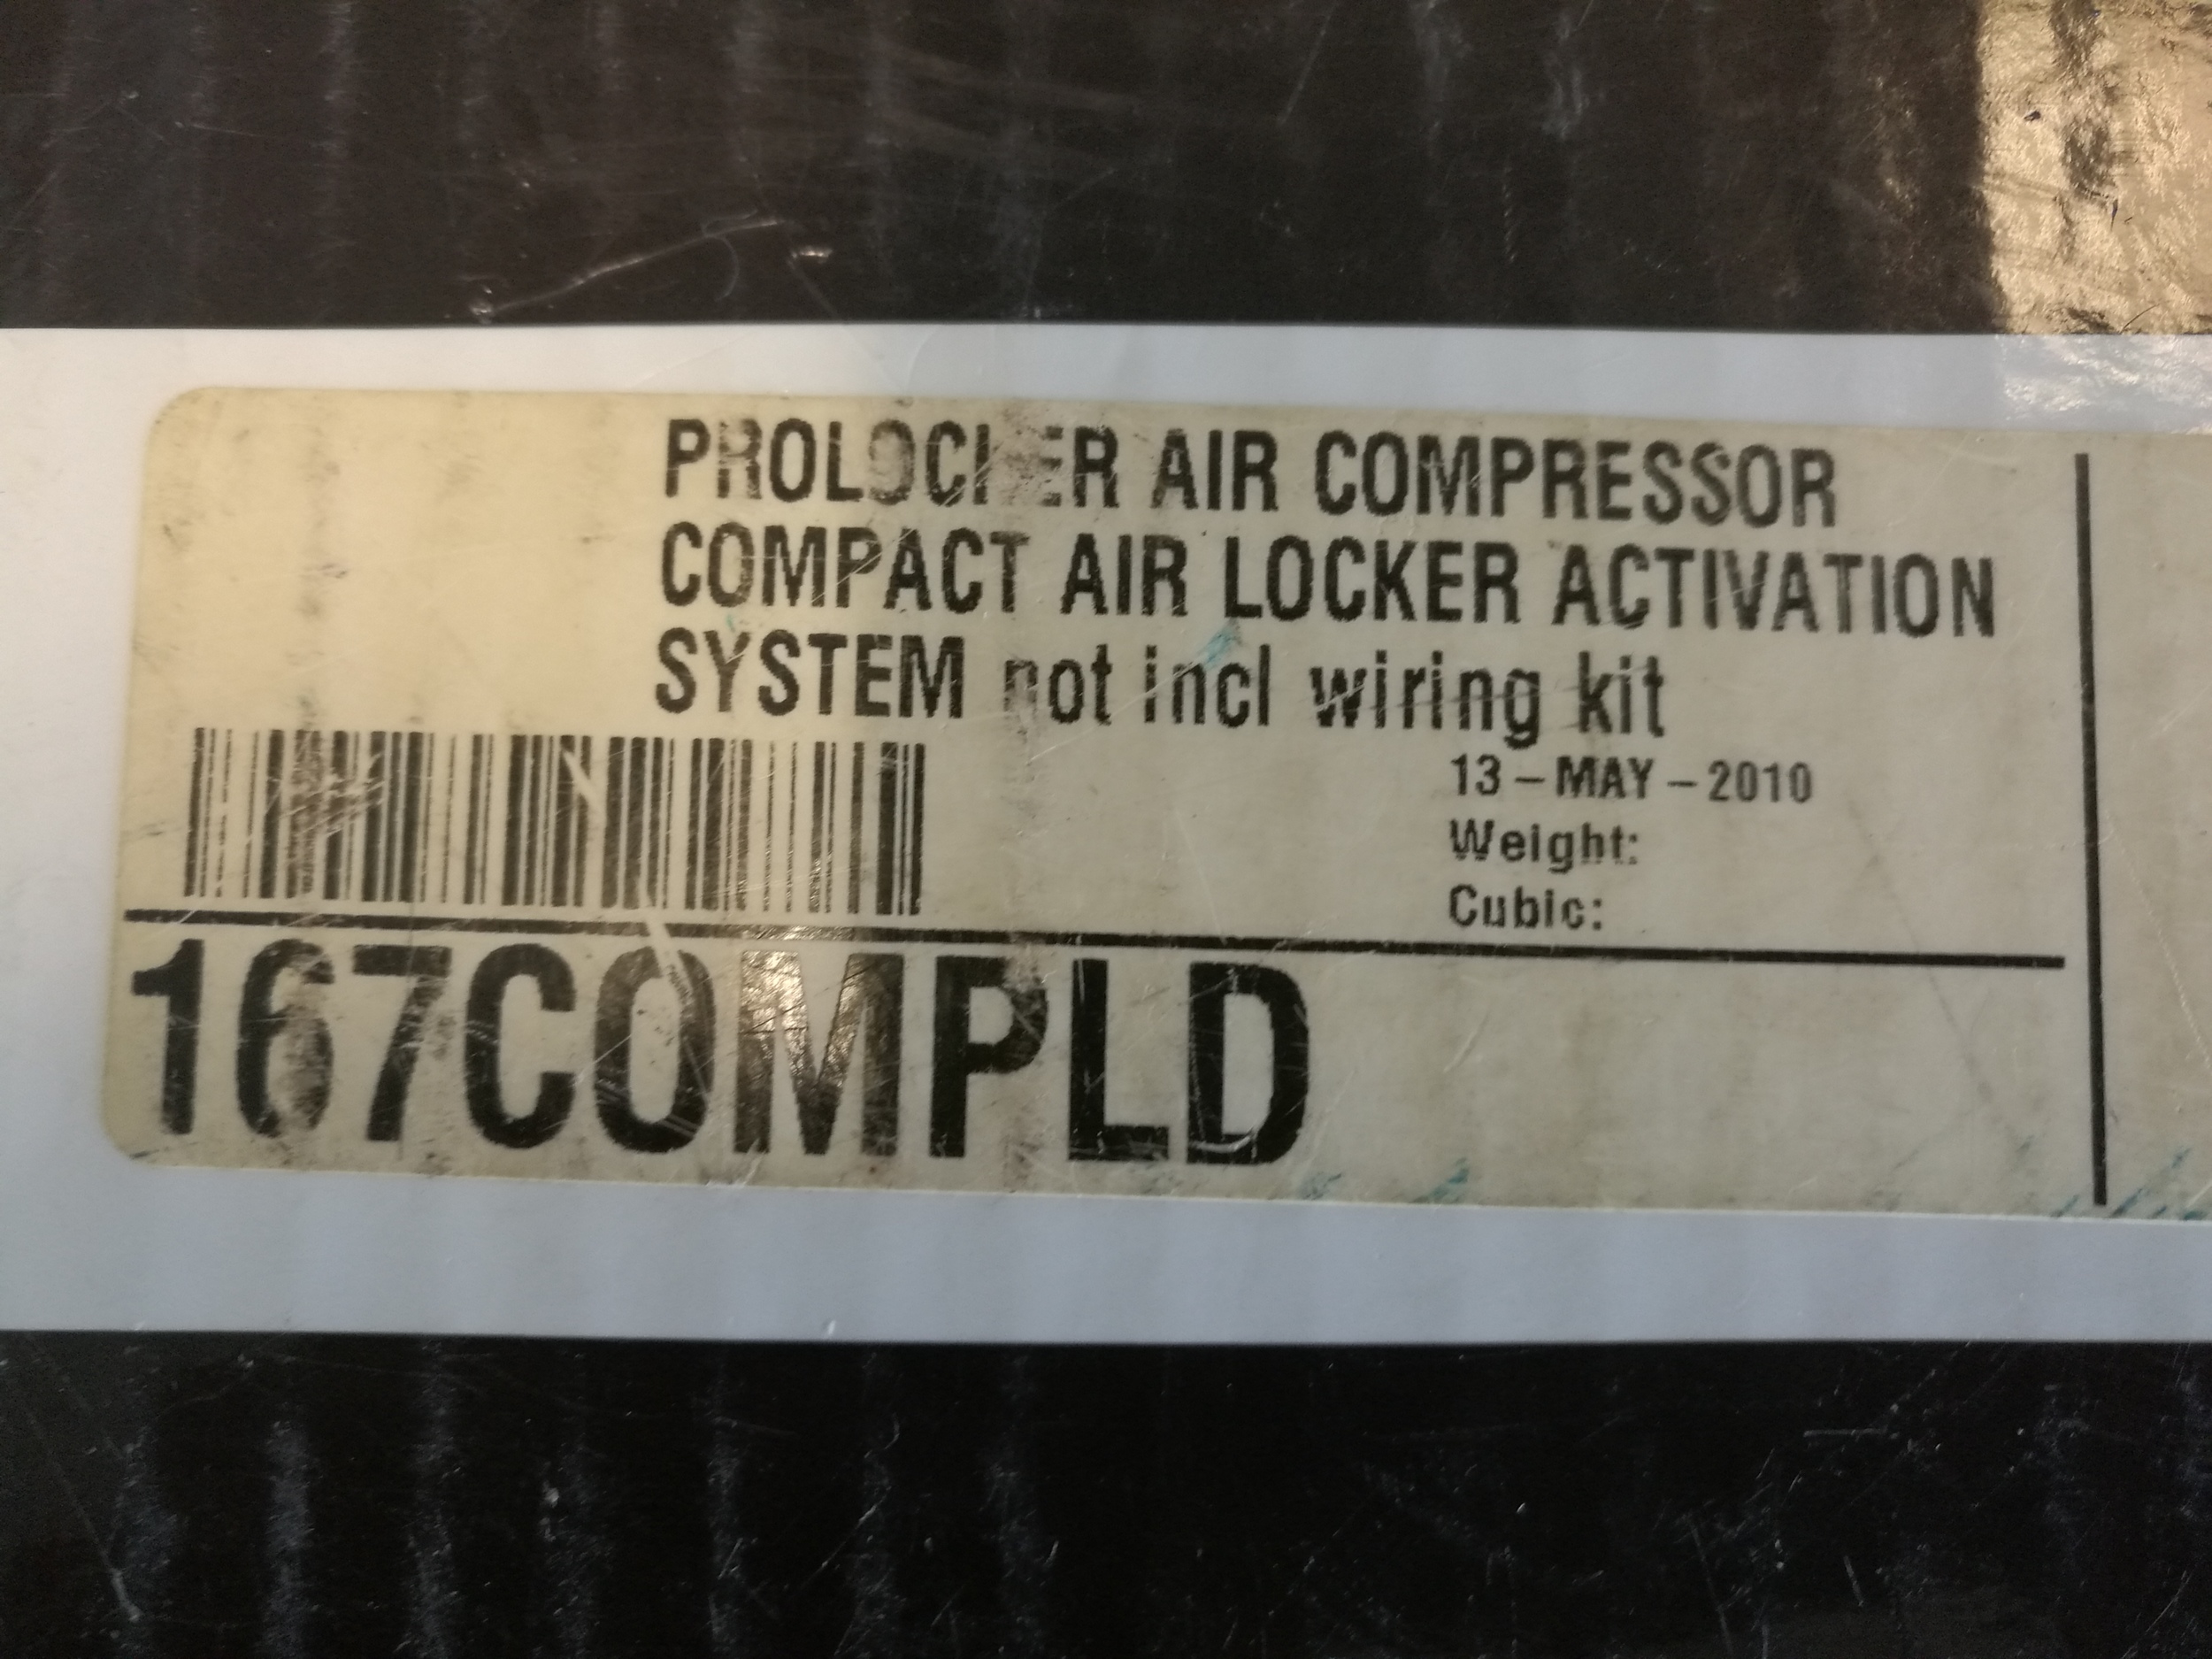 PROLOCKER AIR COMPRESSOR
COMPACT AIR LOCKER ACTIVATION
SYSTEM not incl wiring kit
13-MAY-2010
Weight:
Cubic:
167COMPLD